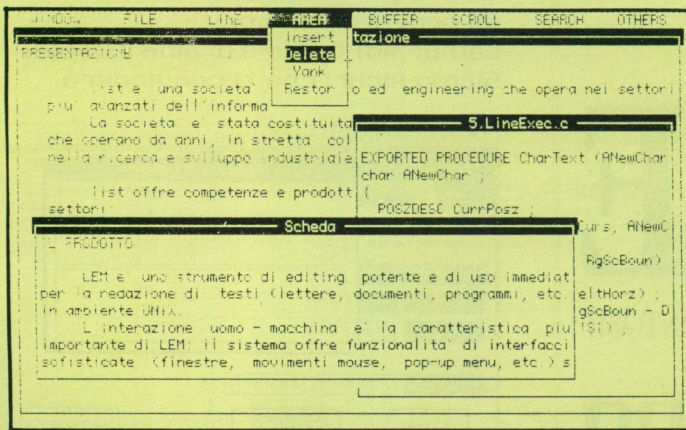 WINDOW FILE LINE AREA BUFFER SCROLL SEARCH OTHERS
Insert
Delete
Yank
Restor
tazione
PRESENTAZIONE
list e' una societa' o ed engineering che opera nei settori
piu' avanzati dell'informa
La societa' e' stata costituita
che operano da anni, in stretta col
nella ricerca e sviluppo industriale
list offre competenze e prodott
settori:
5.LineExec.c
EXPORTED PROCEDURE CharText (ANewChar
char ANewChar ;
{
POSZDESC CurrPosz ;
Curs, ANewC
RgScBoun)
eltHorz) ;
gScBoun - D
Scheda
IL PRODOTTO
LEM e' uno strumento di editing potente e di uso immediat
per la redazione di testi (lettere, documenti, programmi, etc.
in ambiente UNIX.
L'interazione uomo - macchina e' la caratteristica piu'
importante di LEM: il sistema offre funzionalita' di interfacci
sofisticate (finestre, movimenti mouse, pop-up menu, etc.) s